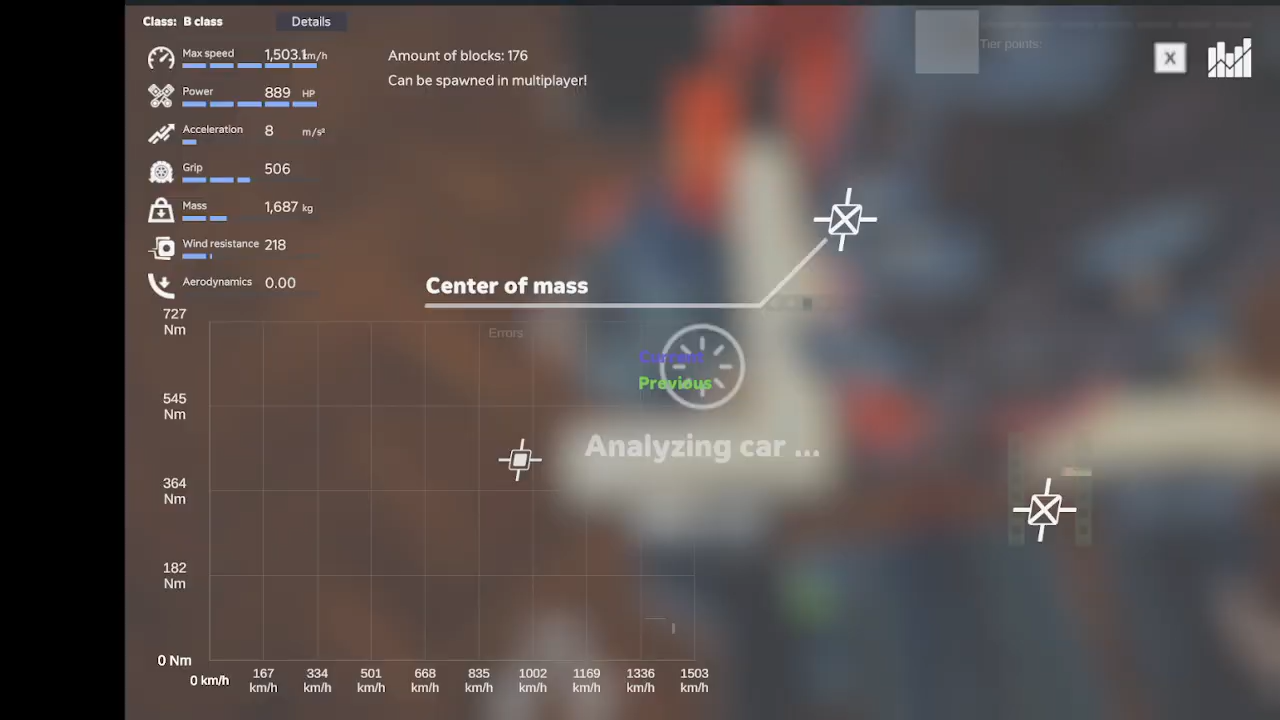 Class: B class
Details
Max speed 1,503.1 km/h
Power 889 HP
Acceleration 8 m/s²
Grip 506
Mass 1,687 kg
Wind resistance 218
Aerodynamics 0.00
Amount of blocks: 176
Can be spawned in multiplayer!
Tier points:
X
Center of mass
Errors
Current
Previous
Analyzing car ...
727
Nm
545
Nm
364
Nm
182
Nm
0 Nm
0 km/h
167
km/h
334
km/h
501
km/h
668
km/h
835
km/h
1002
km/h
1169
km/h
1336
km/h
1503
km/h